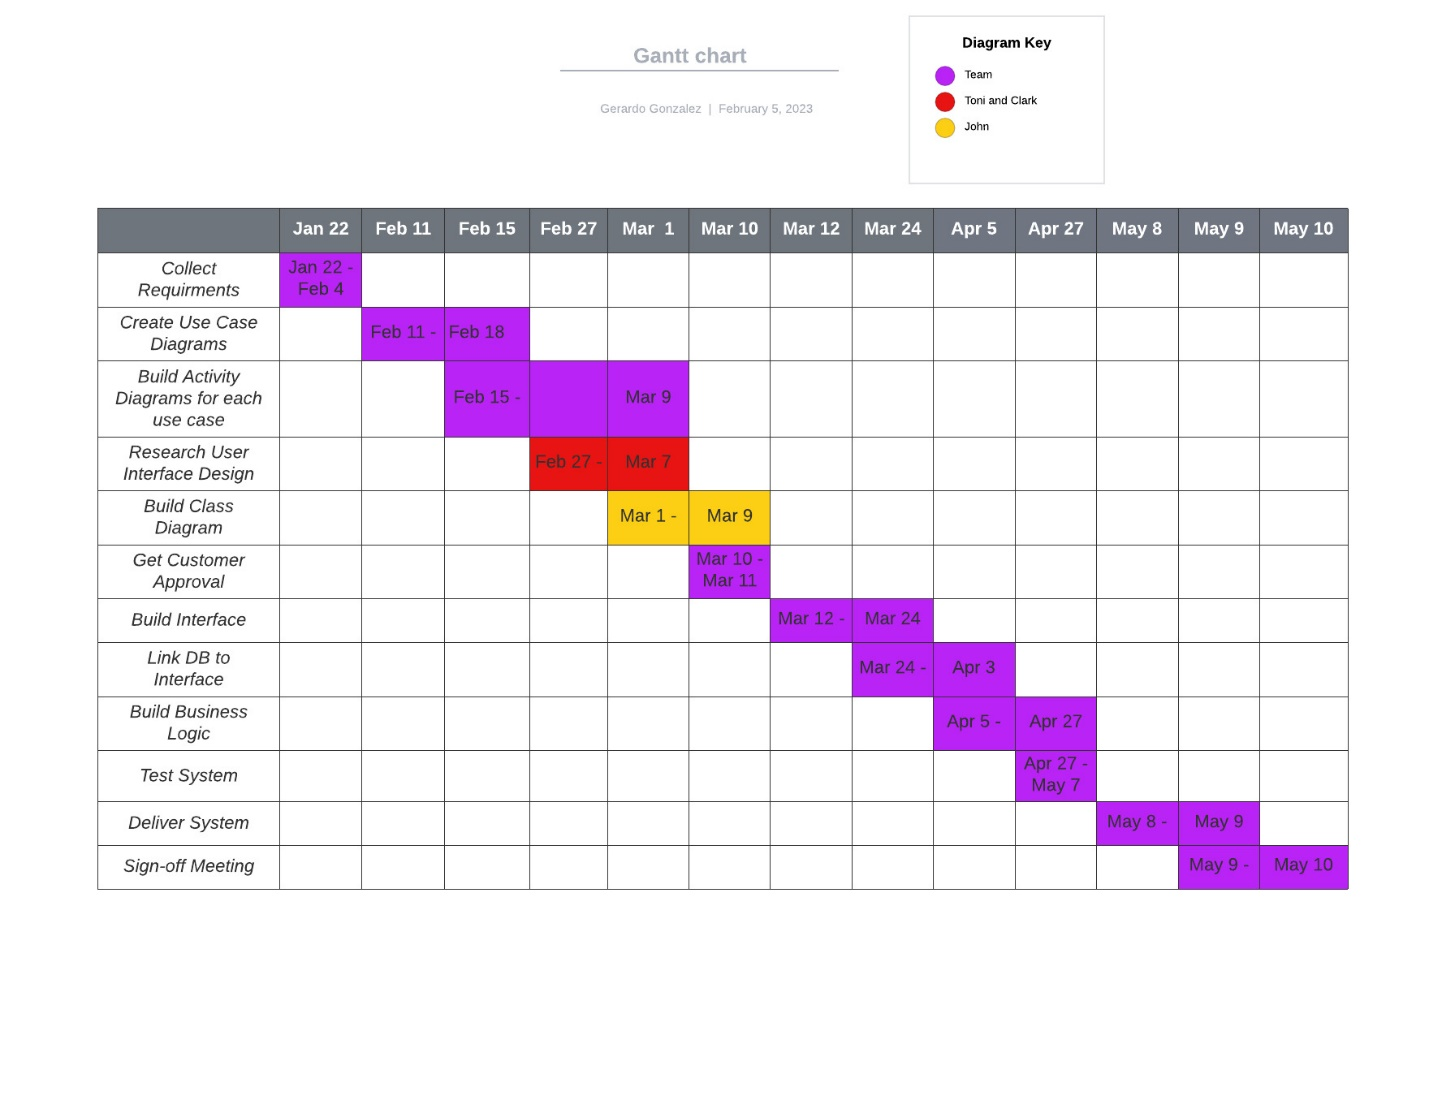 Gantt chart
Gerardo Gonzalez | February 5, 2023
Diagram Key
Team
Toni and Clark
John
Jan 22 Feb 11 Feb 15 Feb 27 Mar 1 Mar 10 Mar 12 Mar 24 Apr 5 Apr 27 May 8 May 9 May 10
Collect
Requirments
Jan 22 -
Feb 4
Create Use Case
Diagrams
Feb 11 - Feb 18
Build Activity
Diagrams for each
use case
Feb 15 - Mar 9
Research User
Interface Design
Feb 27 - Mar 7
Build Class
Diagram
Mar 1 - Mar 9
Get Customer
Approval
Mar 10 -
Mar 11
Build Interface Mar 12 - Mar 24
Link DB to
Interface
Mar 24 - Apr 3
Build Business
Logic
Apr 5 - Apr 27
Test System
Apr 27 -
May 7
Deliver System May 8 - May 9
Sign-off Meeting May 9 - May 10